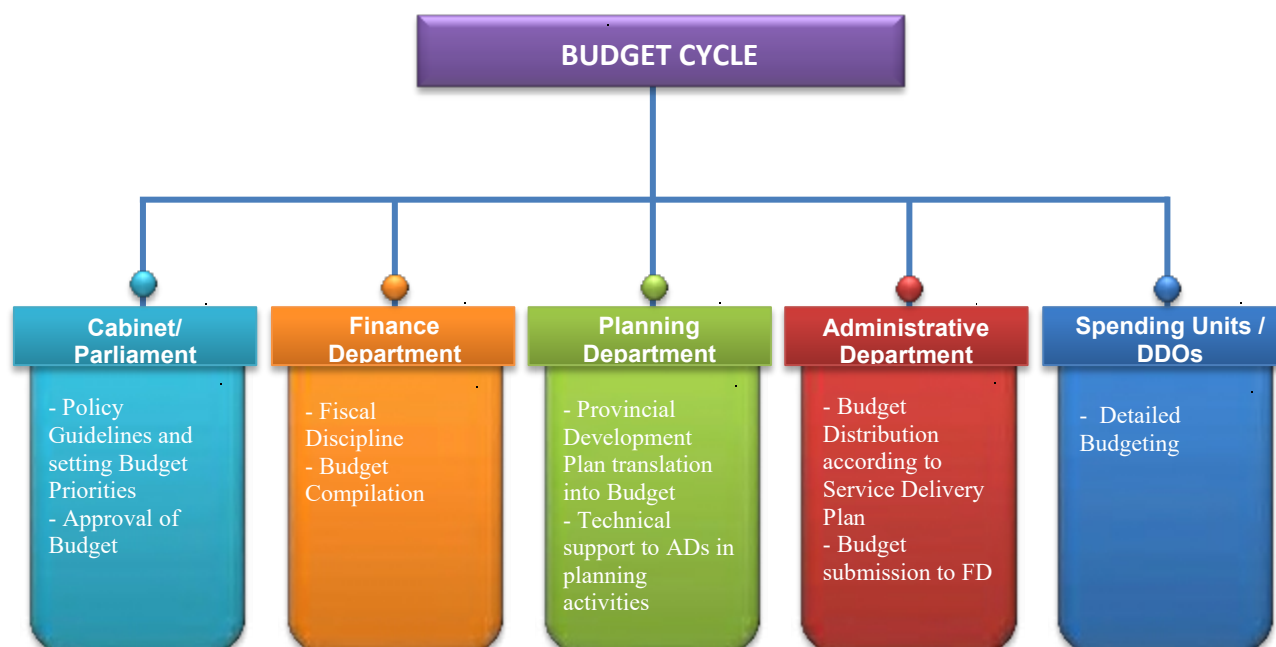 BUDGET CYCLE
Cabinet/
Parliament
- Policy
Guidelines and
setting Budget
Priorities
- Approval of
Budget
Finance
Department
- Fiscal
Discipline
- Budget
Compilation
Planning
Department
- Provincial
Development
Plan translation
into Budget
- Technical
support to ADs in
planning
activities
Administrative
Department
- Budget
Distribution
according to
Service Delivery
Plan
- Budget
submission to FD
Spending Units /
DDOs
- Detailed
Budgeting